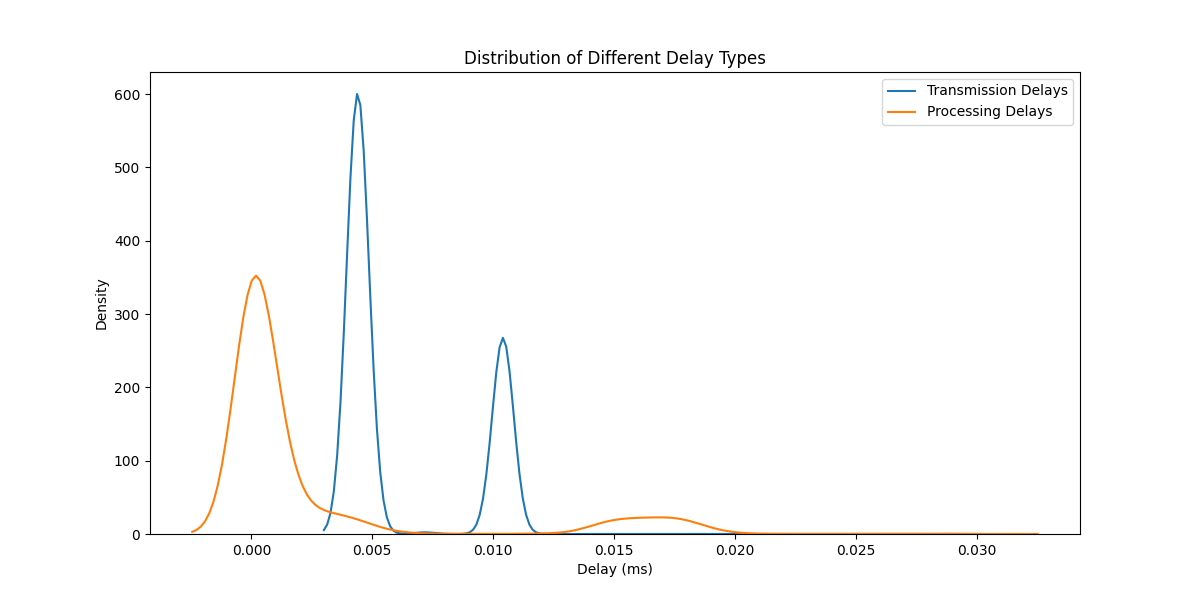 Distribution of Different Delay Types
Transmission Delays
Processing Delays
600
500
400
300
200
100
0
Density
0.000 0.005 0.010 0.015 0.020 0.025 0.030
Delay (ms)